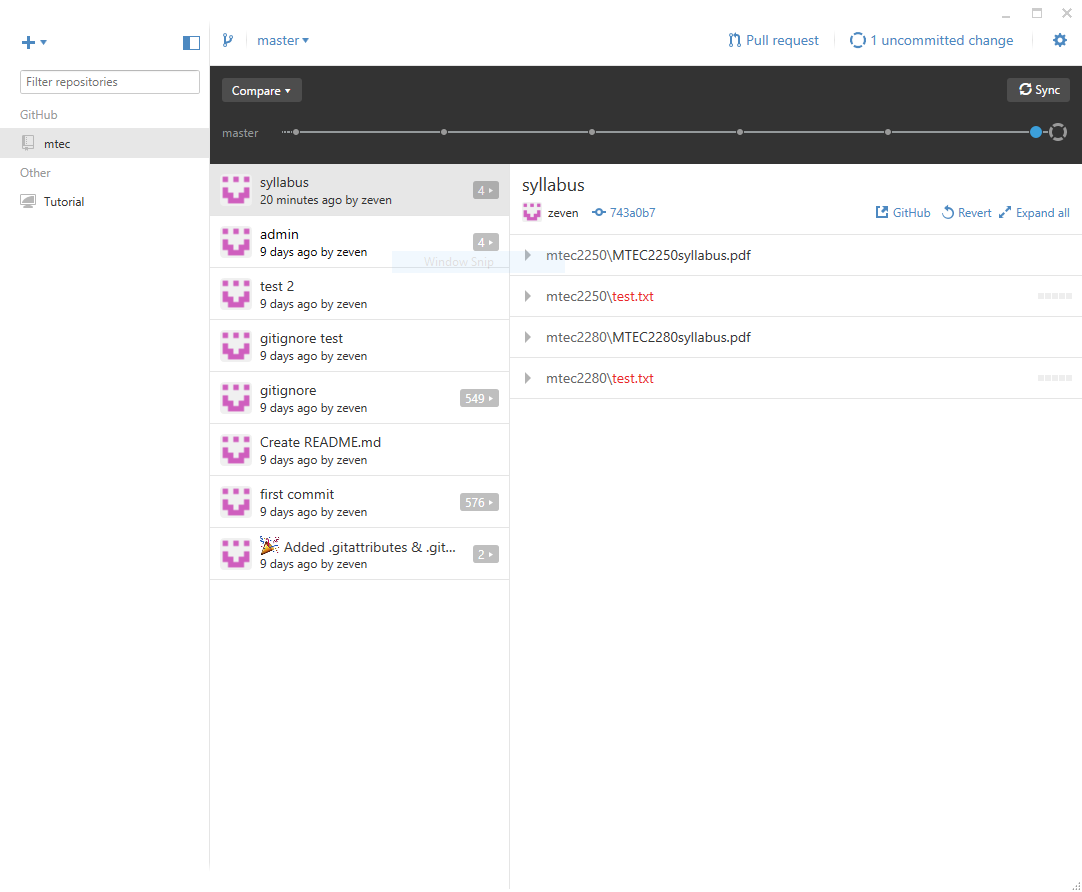 master
Pull request
1 uncommitted change
Filter repositories
GitHub
mtec
Other
Tutorial
Compare
Sync
master
syllabus
20 minutes ago by zeven
4
admin
9 days ago by zeven
4
Window Snip
test 2
9 days ago by zeven
gitignore test
9 days ago by zeven
gitignore
9 days ago by zeven
549
Create README.md
9 days ago by zeven
first commit
9 days ago by zeven
576
Added .gitattributes & .git...
9 days ago by zeven
2
syllabus
zeven 743a0b7
GitHub Revert Expand all
mtec2250\MTEC2250syllabus.pdf
mtec2250\test.txt
mtec2280\MTEC2280syllabus.pdf
mtec2280\test.txt